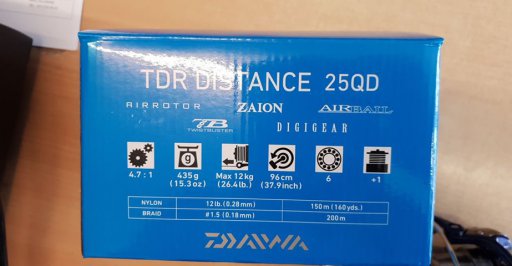 TDR DISTANCE 25QD
AIRROTOR ZAION AIRBAIL
TB TWISTBUSTER DIGIGEAR
g
4.7 : 1 435g (15.3oz) Max 12kg (26.4lb.) 96cm (37.9inch) 6 +1
NYLON 12lb.(0.28mm) 150m (160yds.)
BRAID #1.5 (0.18mm) 200m
DAIWA